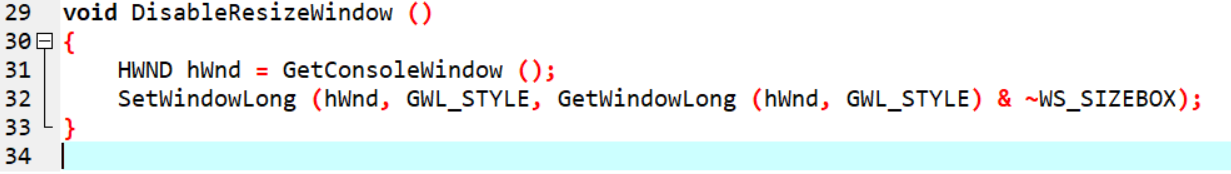 29 void DisableResizeWindow ()
30 {
31 HWND hWnd = GetConsoleWindow ();
32 SetWindowLong (hWnd, GWL_STYLE, GetWindowLong (hWnd, GWL_STYLE) & ~WS_SIZEBOX);
33 }
34